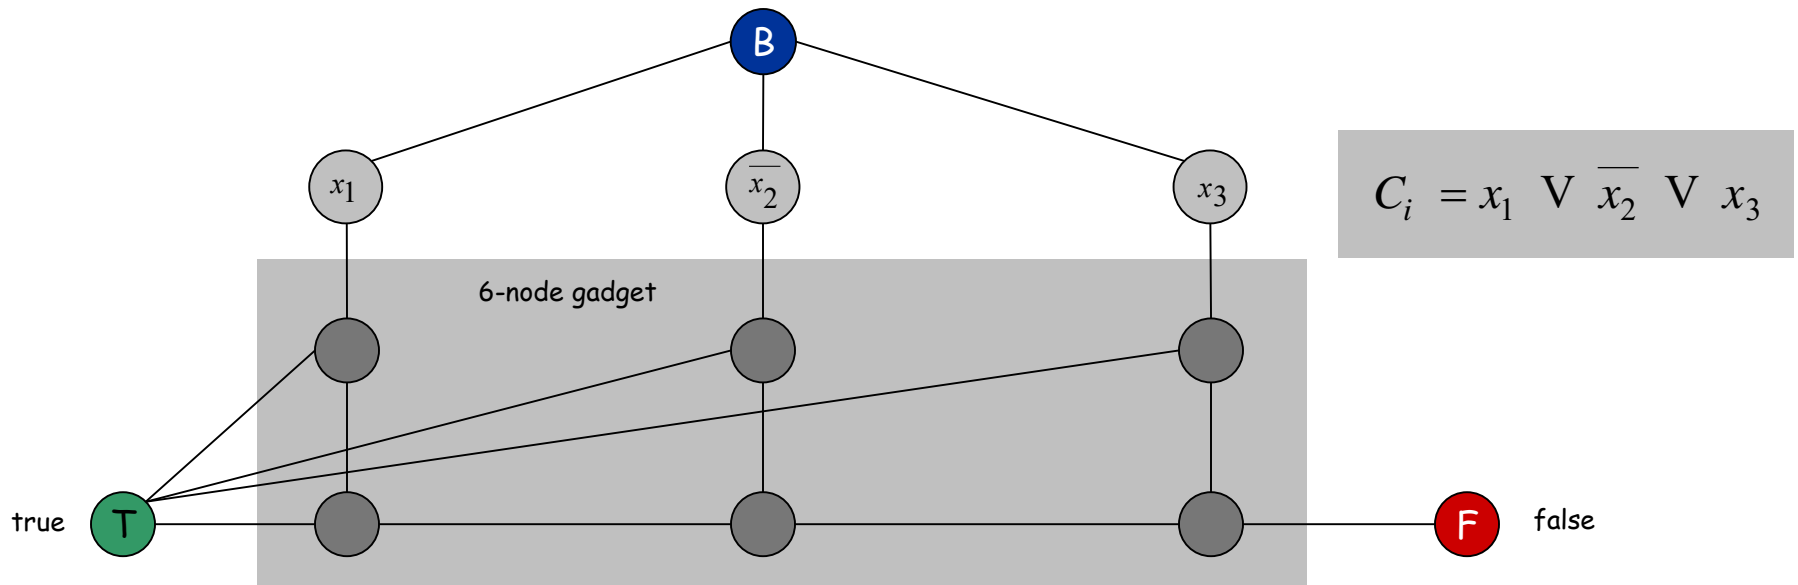 B
x₁ x̅₂ x₃
Cᵢ = x₁ V x̅₂ V x₃
6-node gadget
true T F false